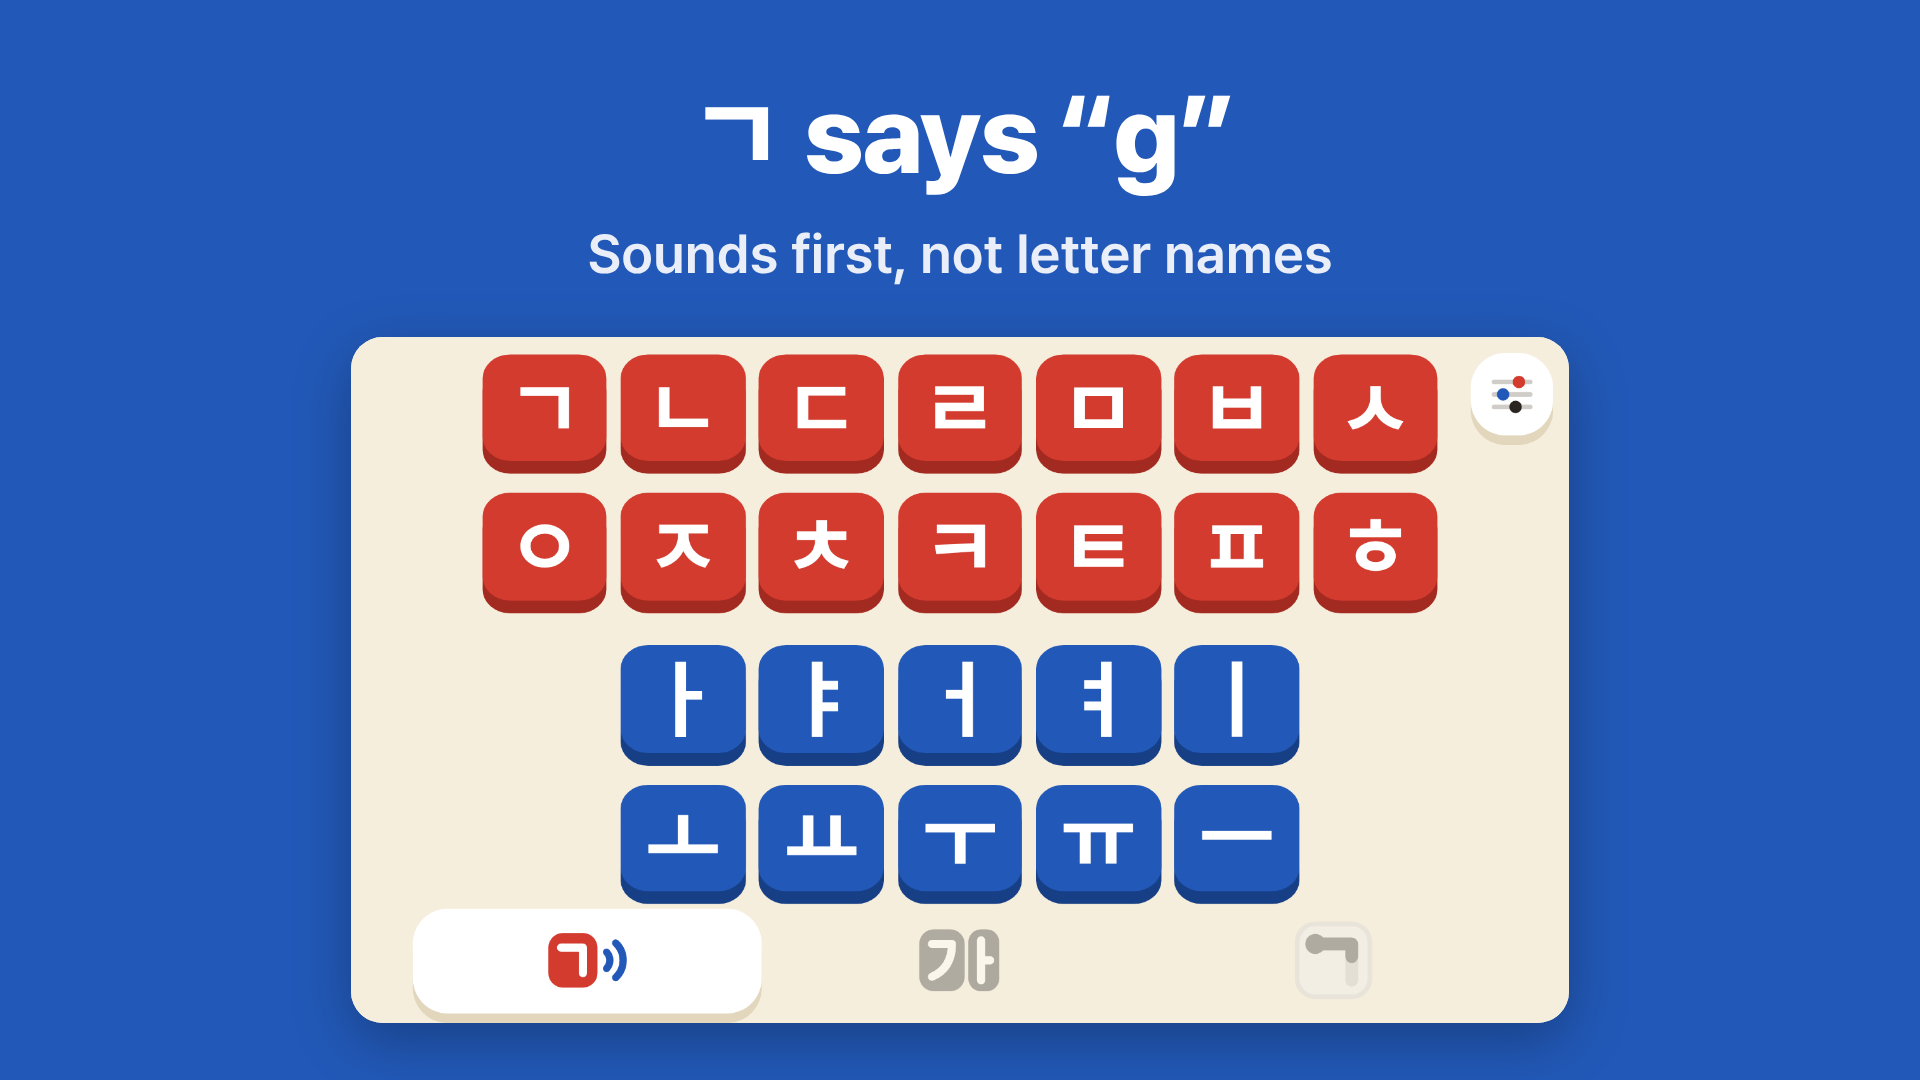 ㄱ says “g”
Sounds first, not letter names
ㄱ ㄴ ㄷ ㄹ ㅁ ㅂ ㅅ
ㅇ ㅈ ㅊ ㅋ ㅌ ㅍ ㅎ
ㅏ ㅑ ㅓ ㅕ ㅣ
ㅗ ㅛ ㅜ ㅠ ㅡ
ㄱ 가 ㄱ